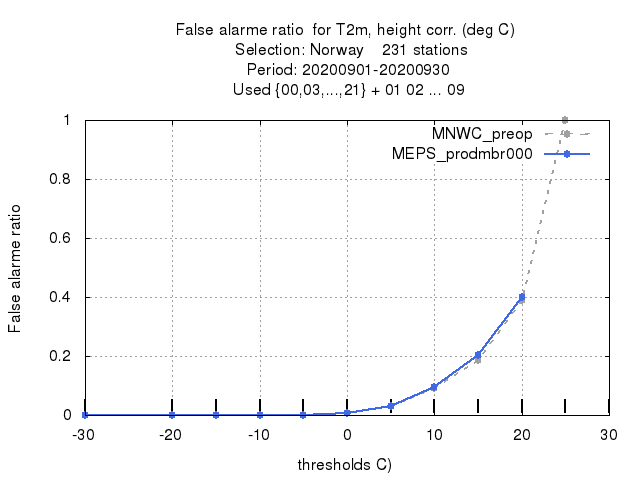 False alarme ratio  for T2m, height corr. (deg C)
Selection: Norway    231 stations
Period: 20200901-20200930
Used {00,03,...,21} + 01 02 ... 09
MNWC_preop
MEPS_prodmbr000
False alarme ratio
1
0.8
0.6
0.4
0.2
0
-30 -20 -10 0 10 20 30
thresholds C)